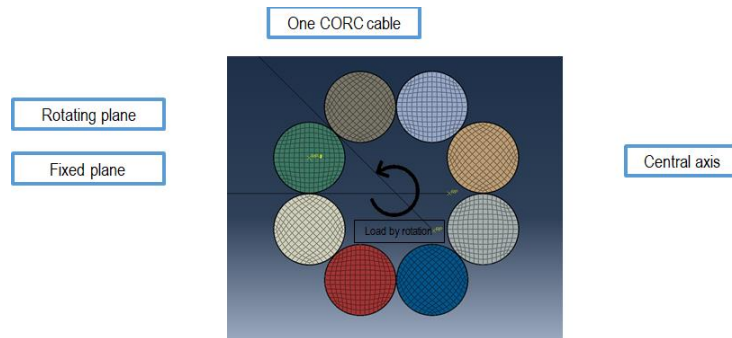 One CORC cable
Rotating plane
Fixed plane
Central axis
Load by rotation